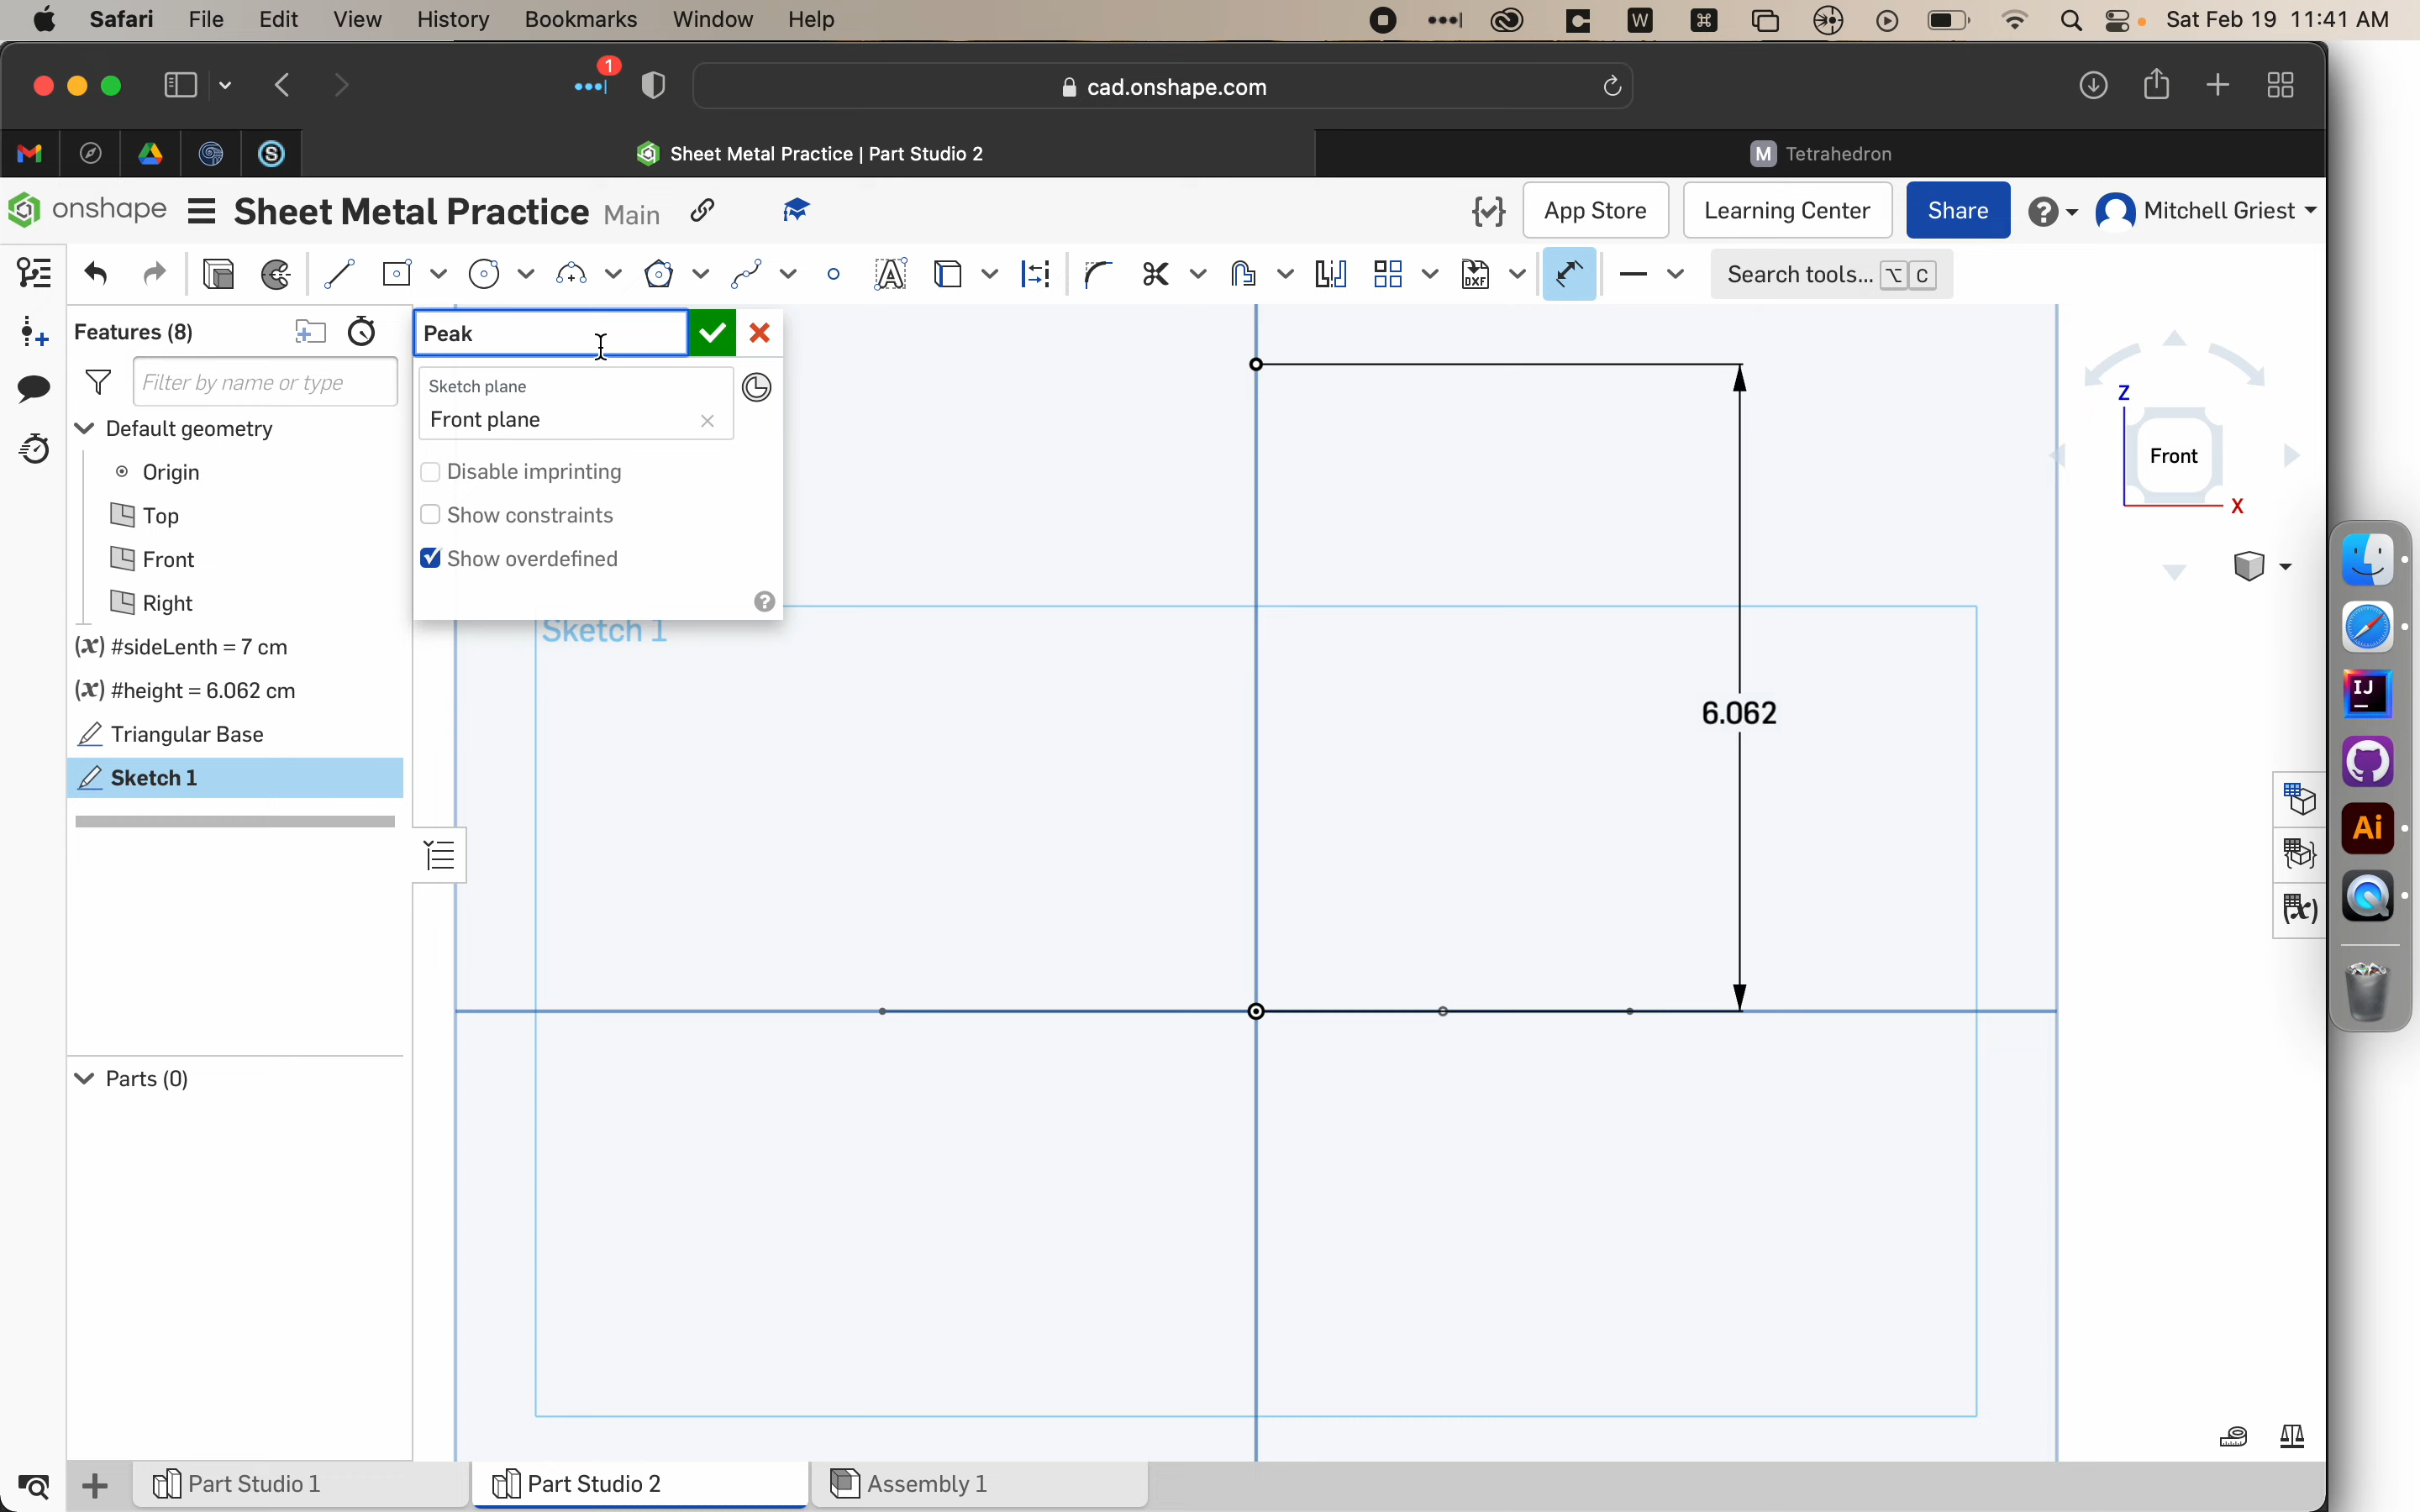 Safari File Edit View History Bookmarks Window Help W Sat Feb 19 11:41 AM
1
cad.onshape.com
Sheet Metal Practice | Part Studio 2 M Tetrahedron
onshape Sheet Metal Practice Main App Store Learning Center Share Mitchell Griest
Search tools... ⌥ C
Features (8)
Filter by name or type
Default geometry
Origin
Top
Front
Right
(x) #sideLenth = 7 cm
(x) #height = 6.062 cm
Triangular Base
Sketch 1
Parts (0)
Peak
Sketch plane
Front plane
Disable imprinting
Show constraints
Show overdefined
Sketch 1
6.062
Z
Front
X
IJ
Ai
Part Studio 1 Part Studio 2 Assembly 1